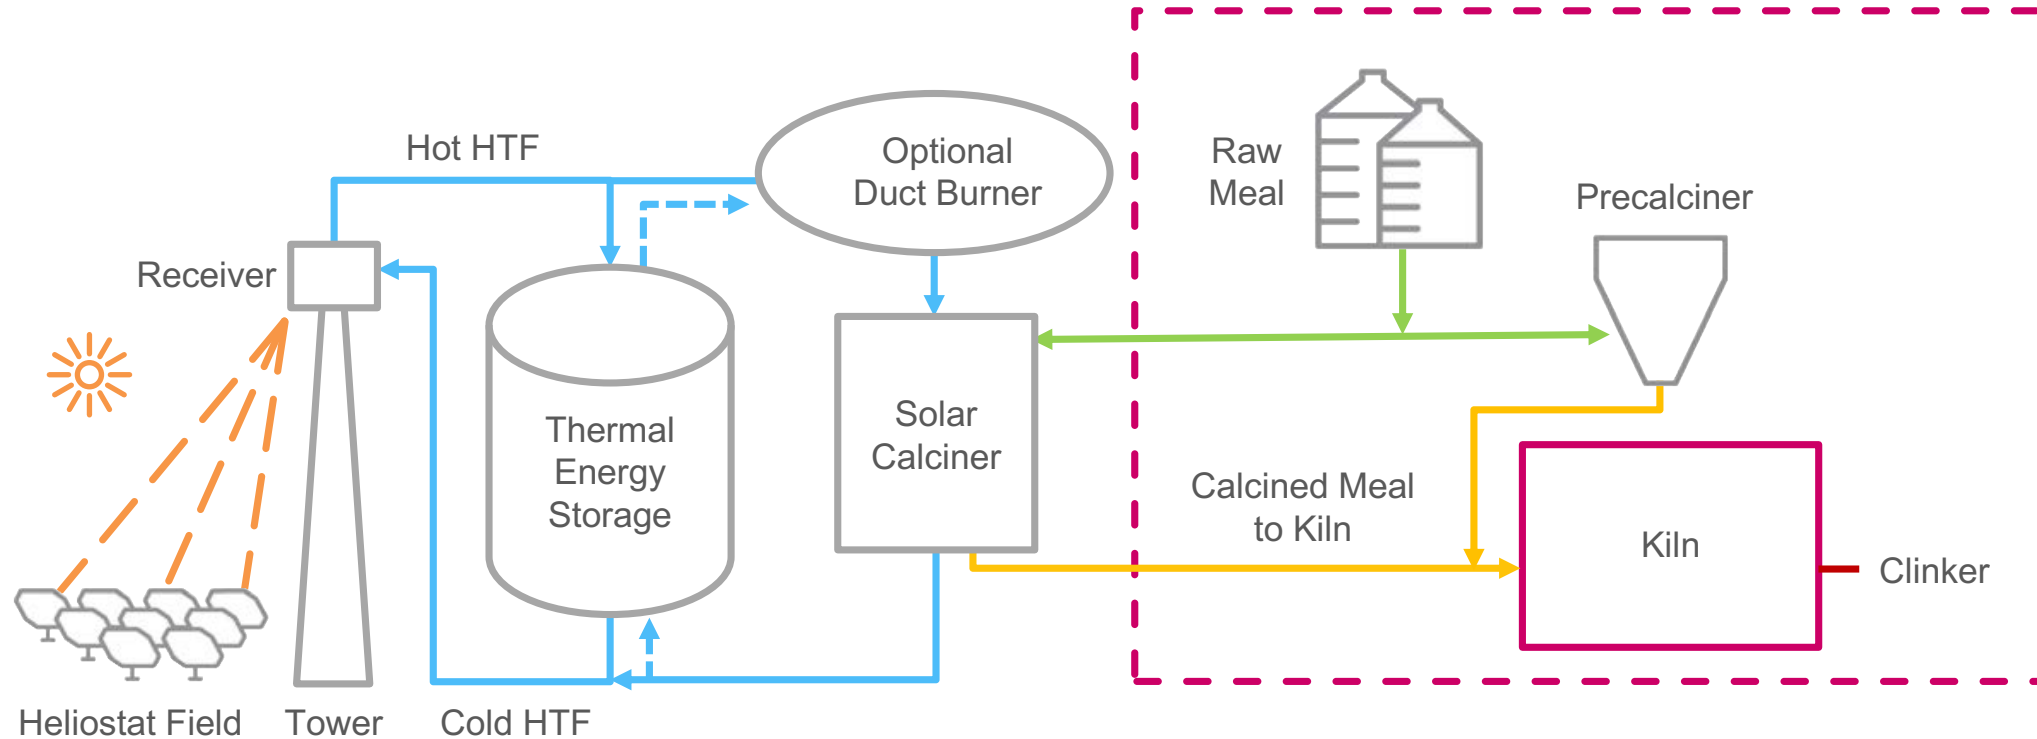 Hot HTF
Optional
Duct Burner
Raw
Meal
Precalciner
Receiver
Thermal
Energy
Storage
Solar
Calciner
Calcined Meal
to Kiln
Kiln
Clinker
Heliostat Field
Tower
Cold HTF